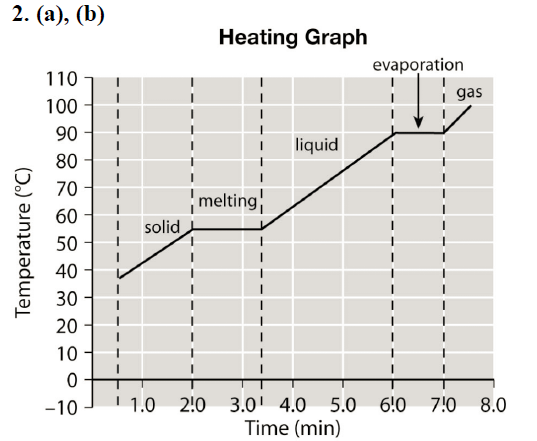 2. (a), (b)
Heating Graph
evaporation
gas
liquid
melting
solid
Temperature (°C)
110
100
90
80
70
60
50
40
30
20
10
0
–10
1.0 2.0 3.0 4.0 5.0 6.0 7.0 8.0
Time (min)